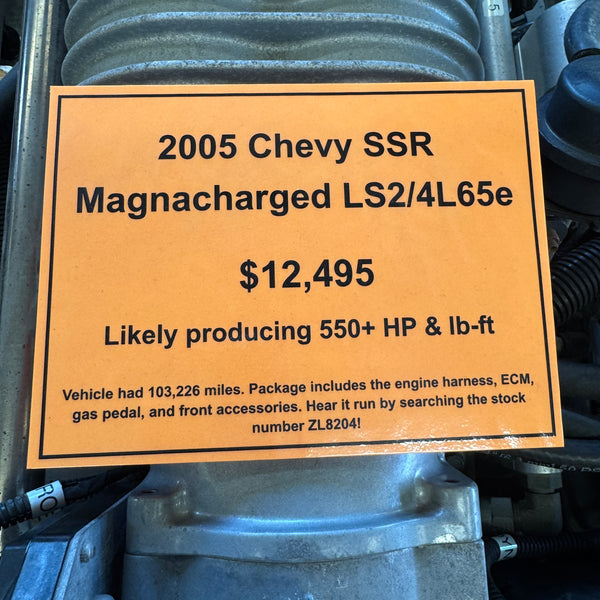 2005 Chevy SSR
Magnacharged LS2/4L65e
$12,495
Likely producing 550+ HP & lb-ft
Vehicle had 103,226 miles. Package includes the engine harness, ECM,
gas pedal, and front accessories. Hear it run by searching the stock
number ZL8204!